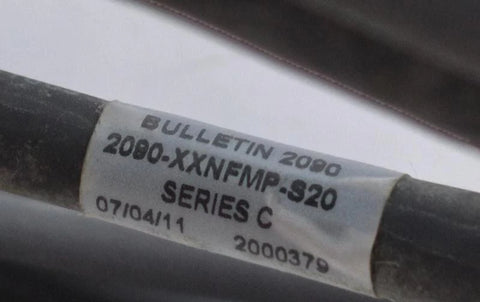 BULLETIN 2090
2090-XXNFMP-S20
SERIES C
07/04/11 2000379